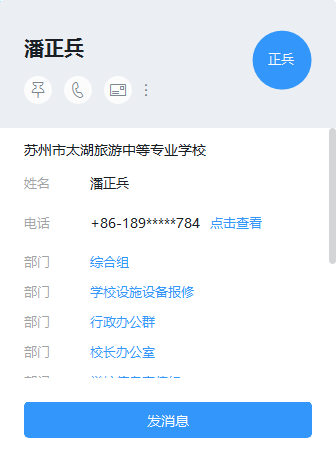 潘正兵
正兵
苏州市太湖旅游中等专业学校
姓名 潘正兵
电话 +86-189*****784 点击查看
部门 综合组
部门 学校设施设备报修
部门 行政办公群
部门 校长办公室
部门
发消息